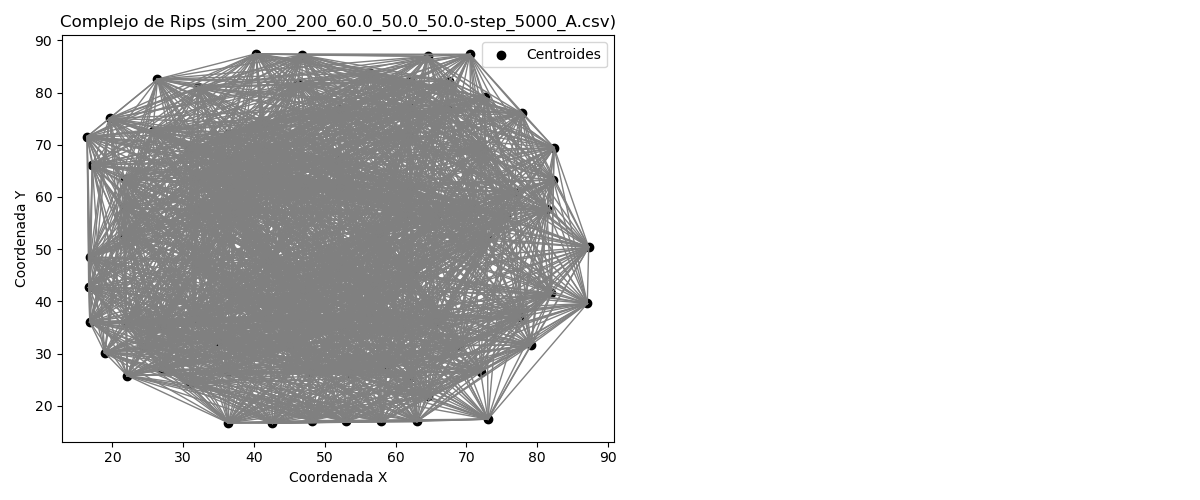 Complejo de Rips (sim_200_200_60.0_50.0_50.0-step_5000_A.csv)
Centroides
90
80
70
60
50
40
30
20
Coordenada Y
20 30 40 50 60 70 80 90
Coordenada X